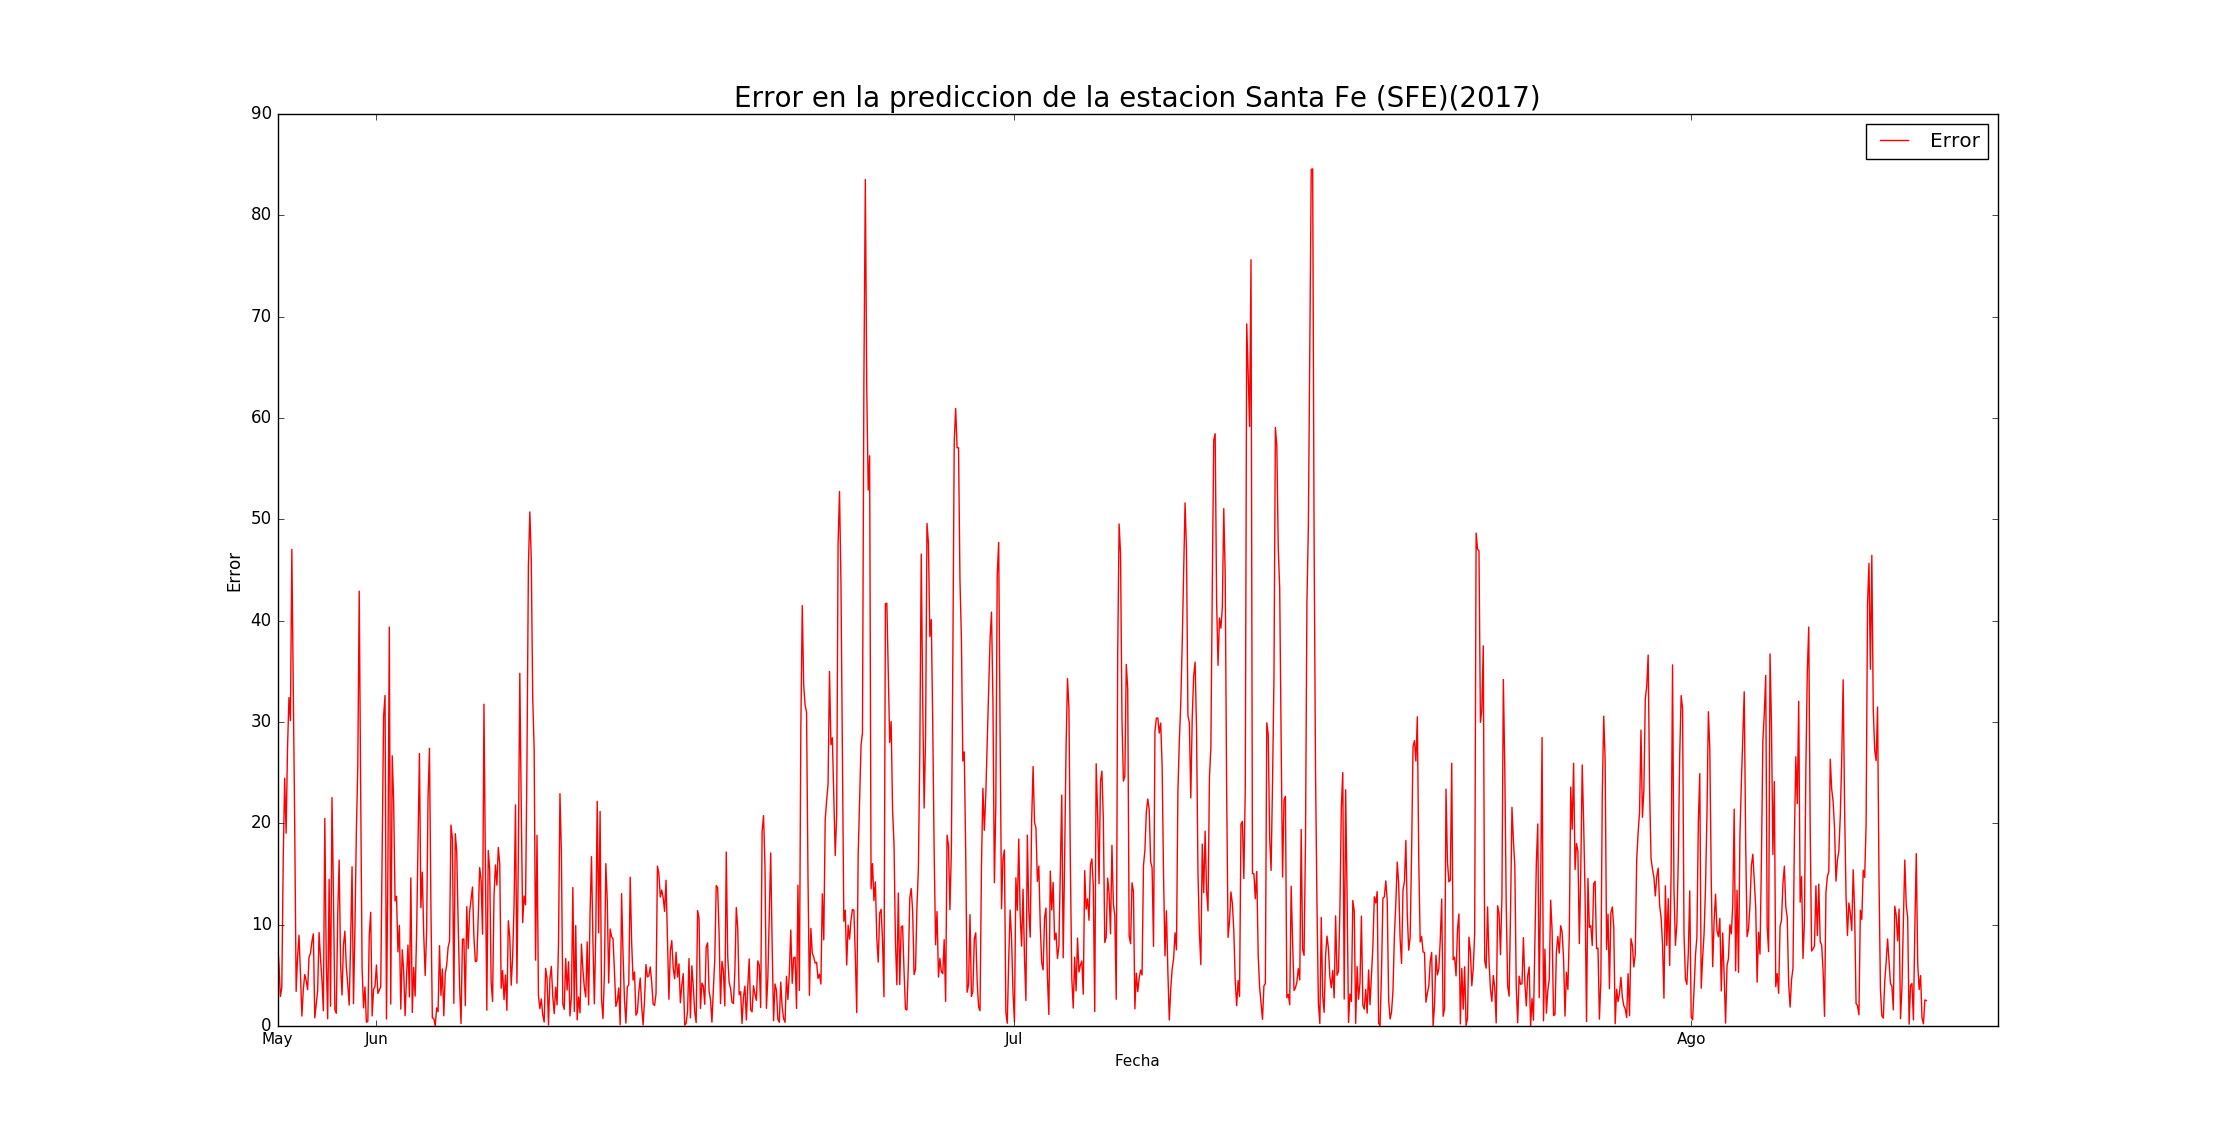 Error en la prediccion de la estacion Santa Fe (SFE)(2017)
Error
90
80
70
60
50
40
30
20
10
0
Error
May
Jun
Jul
Ago
Fecha